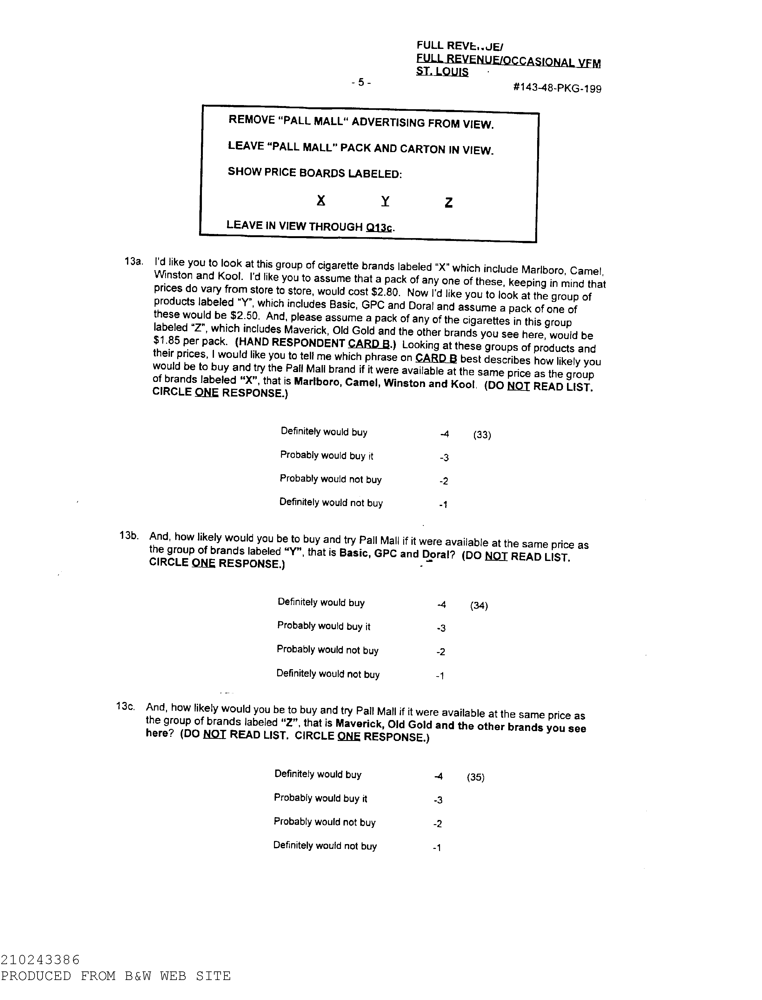 FULL REVENUE/
FULL REVENUE/OCCASIONAL VFM
ST. LOUIS
- 5 -
#143-48-PKG-199
REMOVE "PALL MALL" ADVERTISING FROM VIEW.
LEAVE "PALL MALL" PACK AND CARTON IN VIEW.
SHOW PRICE BOARDS LABELED:
X Y Z
LEAVE IN VIEW THROUGH Q13c.
13a. I'd like you to look at this group of cigarette brands labeled "X" which include Marlboro, Camel,
Winston and Kool. I'd like you to assume that a pack of any one of these, keeping in mind that
prices do vary from store to store, would cost $2.80. Now I'd like you to look at the group of
products labeled "Y", which includes Basic, GPC and Doral and assume a pack of one of
these would be $2.50. And, please assume a pack of any of the cigarettes in this group
labeled "Z", which includes Maverick, Old Gold and the other brands you see here, would be
$1.85 per pack. (HAND RESPONDENT CARD B.) Looking at these groups of products and
their prices, I would like you to tell me which phrase on CARD B best describes how likely you
would be to buy and try the Pall Mall brand if it were available at the same price as the group
of brands labeled "X", that is Marlboro, Camel, Winston and Kool. (DO NOT READ LIST.
CIRCLE ONE RESPONSE.)
Definitely would buy -4 (33)
Probably would buy it -3
Probably would not buy -2
Definitely would not buy -1
13b. And, how likely would you be to buy and try Pall Mall if it were available at the same price as
the group of brands labeled "Y", that is Basic, GPC and Doral? (DO NOT READ LIST.
CIRCLE ONE RESPONSE.)
Definitely would buy -4 (34)
Probably would buy it -3
Probably would not buy -2
Definitely would not buy -1
13c. And, how likely would you be to buy and try Pall Mall if it were available at the same price as
the group of brands labeled "Z", that is Maverick, Old Gold and the other brands you see
here? (DO NOT READ LIST. CIRCLE ONE RESPONSE.)
Definitely would buy -4 (35)
Probably would buy it -3
Probably would not buy -2
Definitely would not buy -1
210243386
PRODUCED FROM B&W WEB SITE